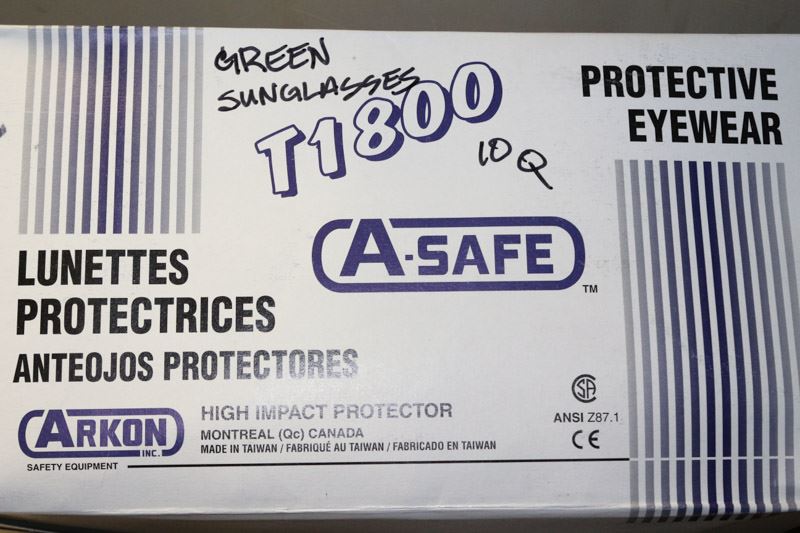 GREEN
SUNGLASSES
T1800
10 Q
PROTECTIVE
EYEWEAR
A-SAFE
TM
LUNETTES
PROTECTRICES
ANTEOJOS PROTECTORES
ARKON
INC.
SAFETY EQUIPMENT
HIGH IMPACT PROTECTOR
MONTREAL (Qc) CANADA
MADE IN TAIWAN / FABRIQUÉ AU TAIWAN / FABRICADO EN TAIWAN
SA
ANSI Z87.1
CE